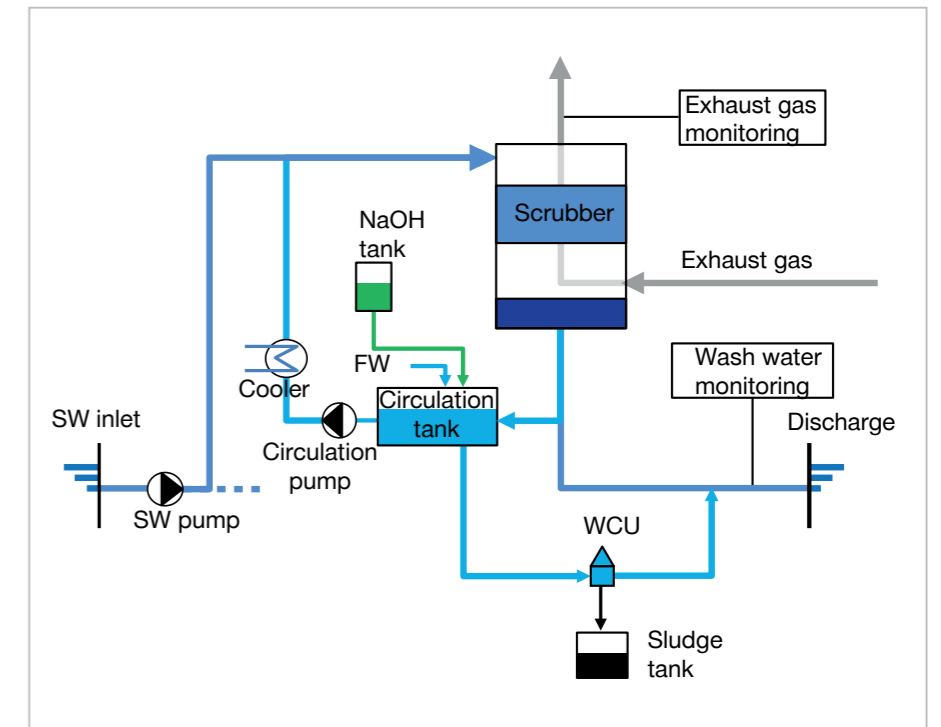 Exhaust gas
monitoring
Scrubber
NaOH
tank
Exhaust gas
FW
Wash water
monitoring
Cooler
Circulation
tank
SW inlet
Discharge
Circulation
pump
SW pump
WCU
Sludge
tank